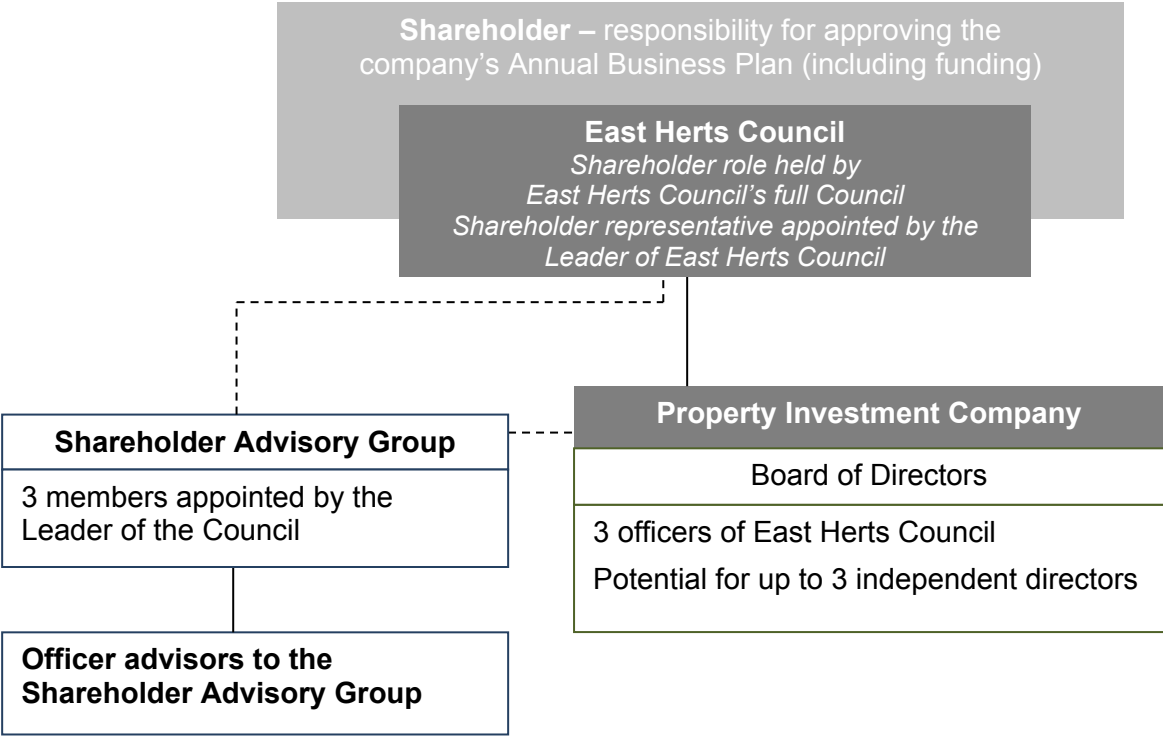 Shareholder – responsibility for approving the
company’s Annual Business Plan (including funding)
East Herts Council
Shareholder role held by
East Herts Council’s full Council
Shareholder representative appointed by the
Leader of East Herts Council
Shareholder Advisory Group
3 members appointed by the
Leader of the Council
Officer advisors to the
Shareholder Advisory Group
Property Investment Company
Board of Directors
3 officers of East Herts Council
Potential for up to 3 independent directors